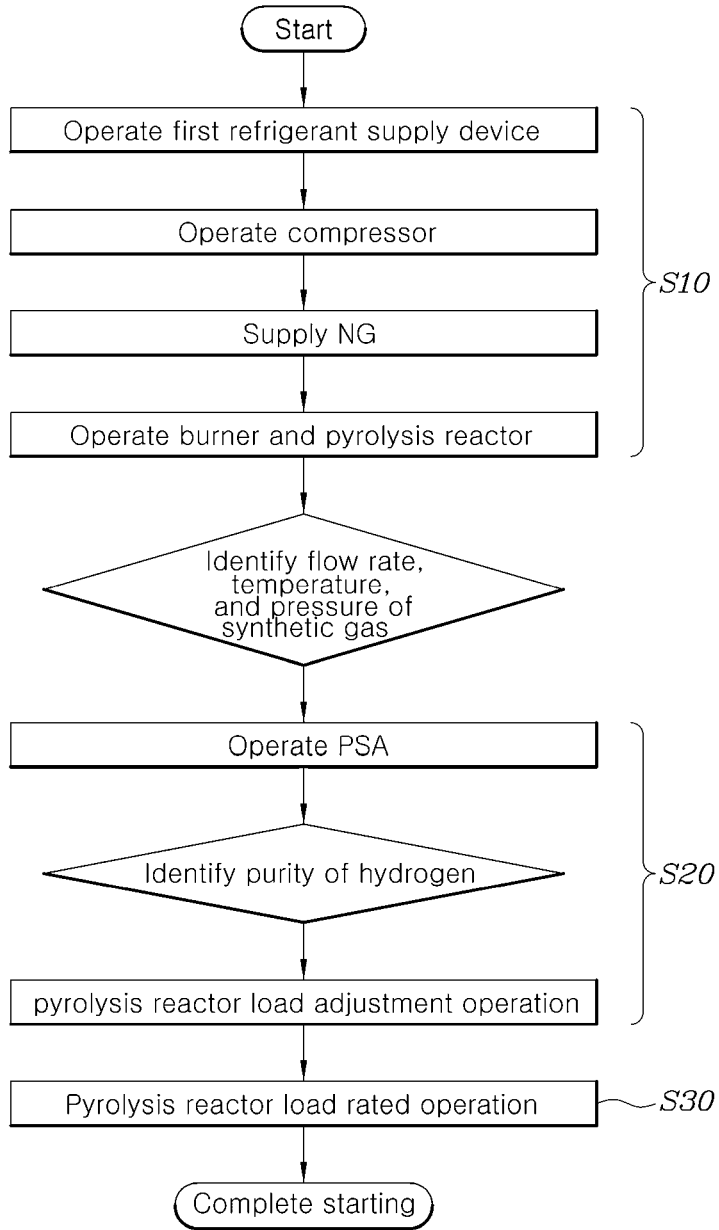 Start
Operate first refrigerant supply device
Operate compressor
S10
Supply NG
Operate burner and pyrolysis reactor
Identify flow rate,
temperature,
and pressure of
synthetic gas
Operate PSA
Identify purity of hydrogen
S20
pyrolysis reactor load adjustment operation
Pyrolysis reactor load rated operation
S30
Complete starting